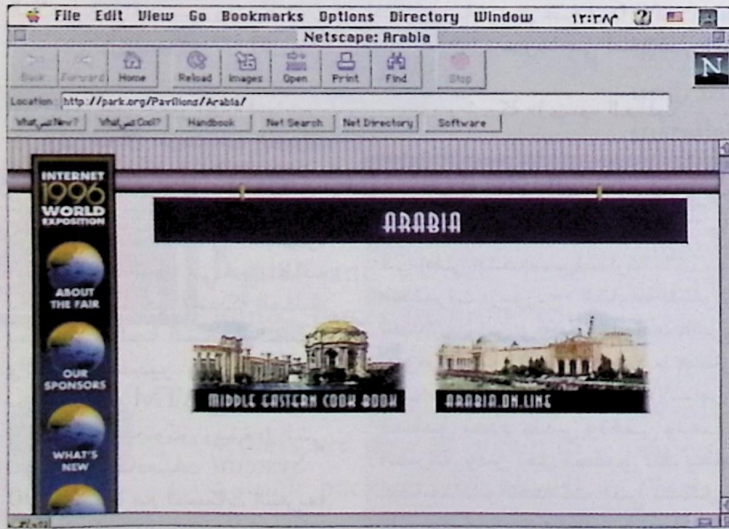 File Edit View Go Bookmarks Options Directory Window ١٢:٣٨م
Netscape: Arabia
Back Forward Home Reload Images Open Print Find Stop
N
Location: http://park.org/Pavilions/Arabia/
Handbook Net Search Net Directory Software
INTERNET
1996
WORLD
EXPOSITION
ARABIA
ABOUT
THE FAIR
MIDDLE EASTERN COOK BOOK ARABIA.ON.LINE
OUR
SPONSORS
WHAT'S
NEW